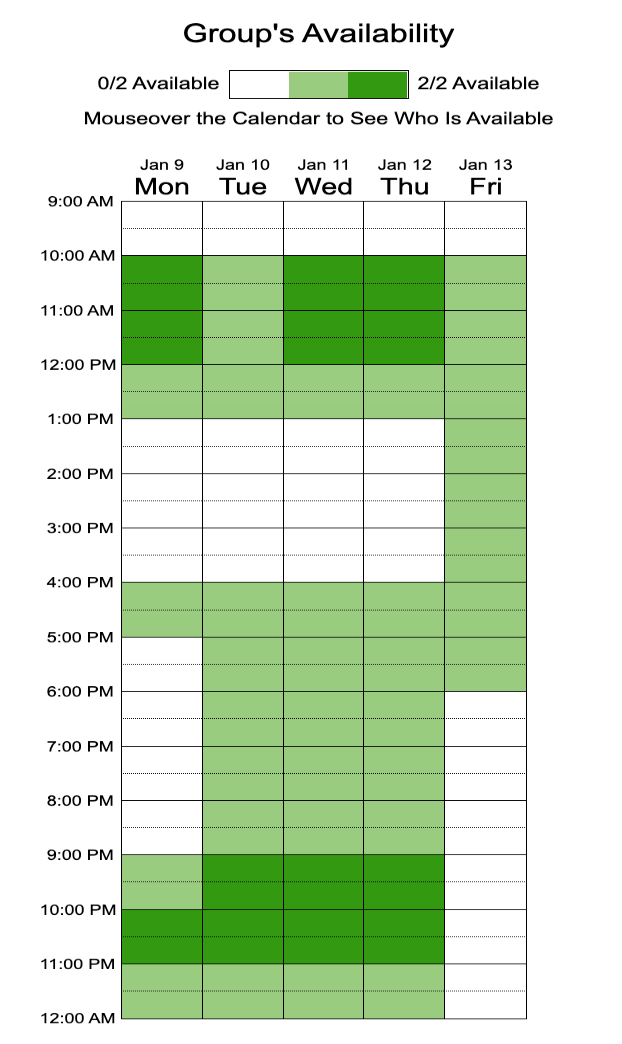 Group's Availability
0/2 Available 2/2 Available
Mouseover the Calendar to See Who Is Available
Jan 9 Jan 10 Jan 11 Jan 12 Jan 13
Mon Tue Wed Thu Fri
9:00 AM
10:00 AM
11:00 AM
12:00 PM
1:00 PM
2:00 PM
3:00 PM
4:00 PM
5:00 PM
6:00 PM
7:00 PM
8:00 PM
9:00 PM
10:00 PM
11:00 PM
12:00 AM